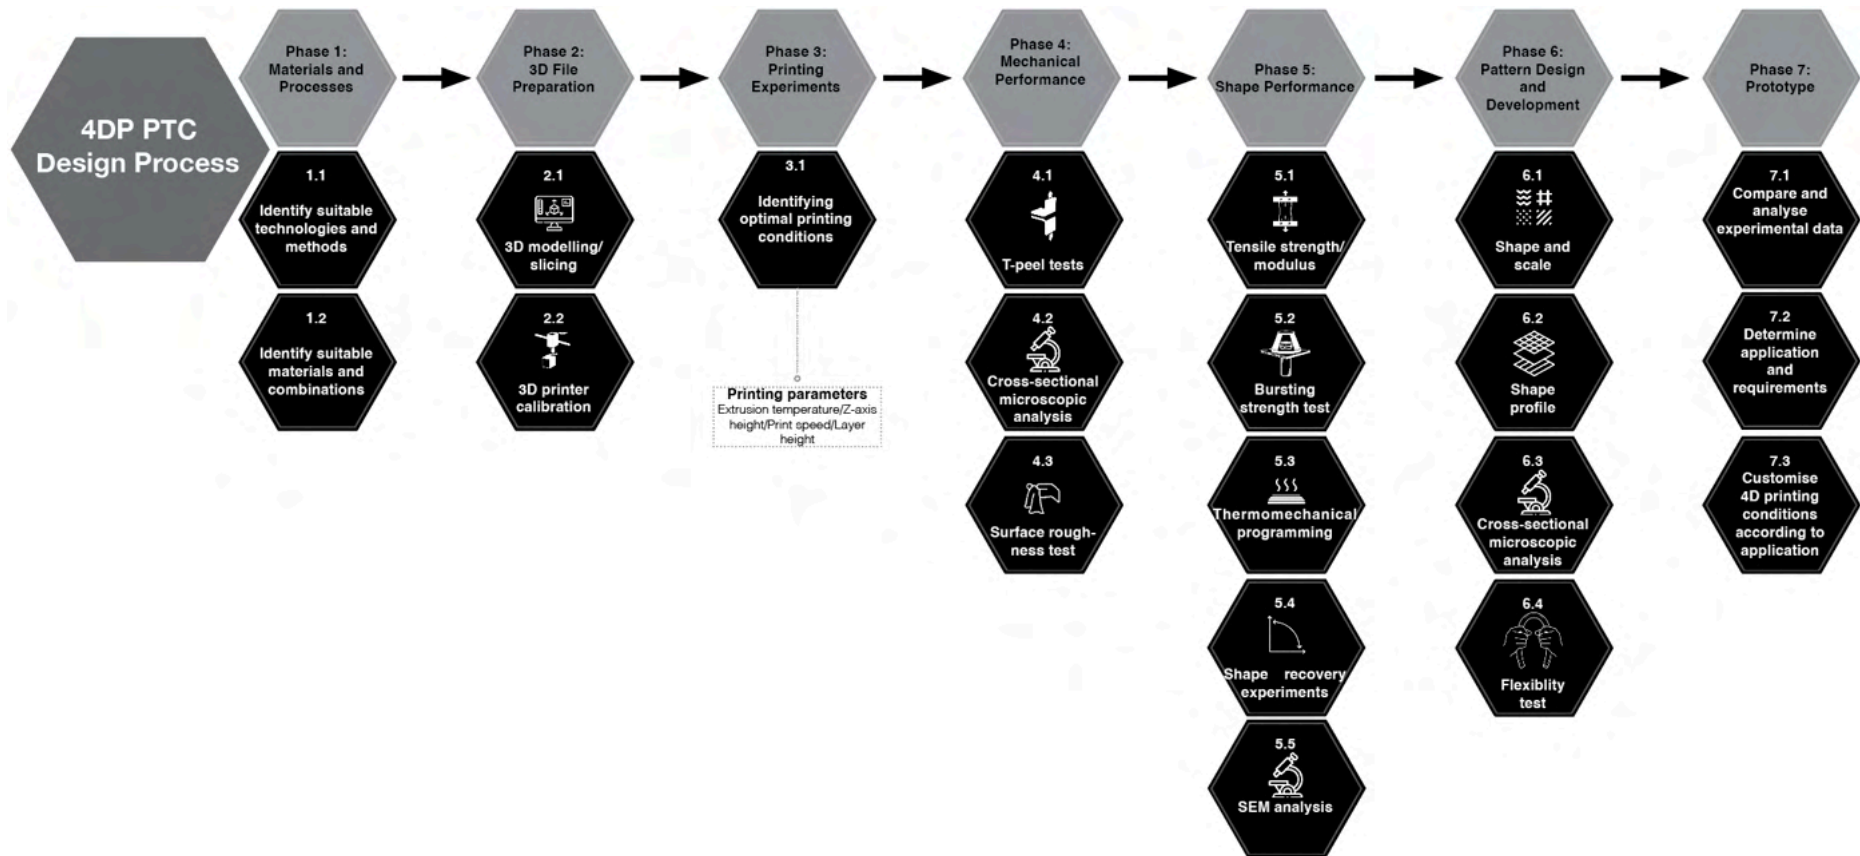 4DP PTC
Design Process
Phase 1:
Materials and
Processes
1.1
Identify suitable
technologies and
methods
1.2
Identify suitable
materials and
combinations
Phase 2:
3D File
Preparation
2.1
3D modelling/
slicing
2.2
3D printer
calibration
Phase 3:
Printing
Experiments
3.1
Identifying
optimal printing
conditions
Printing parameters
Extrusion temperature/Z-axis
height/Print speed/Layer
height
Phase 4:
Mechanical
Performance
4.1
T-peel tests
4.2
Cross-sectional
microscopic
analysis
4.3
Surface rough-
ness test
Phase 5:
Shape Performance
5.1
Tensile strength/
modulus
5.2
Bursting
strength test
5.3
Thermomechanical
programming
5.4
Shape recovery
experiments
5.5
SEM analysis
Phase 6:
Pattern Design
and
Development
6.1
Shape and
scale
6.2
Shape
profile
6.3
Cross-sectional
microscopic
analysis
6.4
Flexiblity
test
Phase 7:
Prototype
7.1
Compare and
analyse
experimental data
7.2
Determine
application
and
requirements
7.3
Customise
4D printing
conditions
according to
application